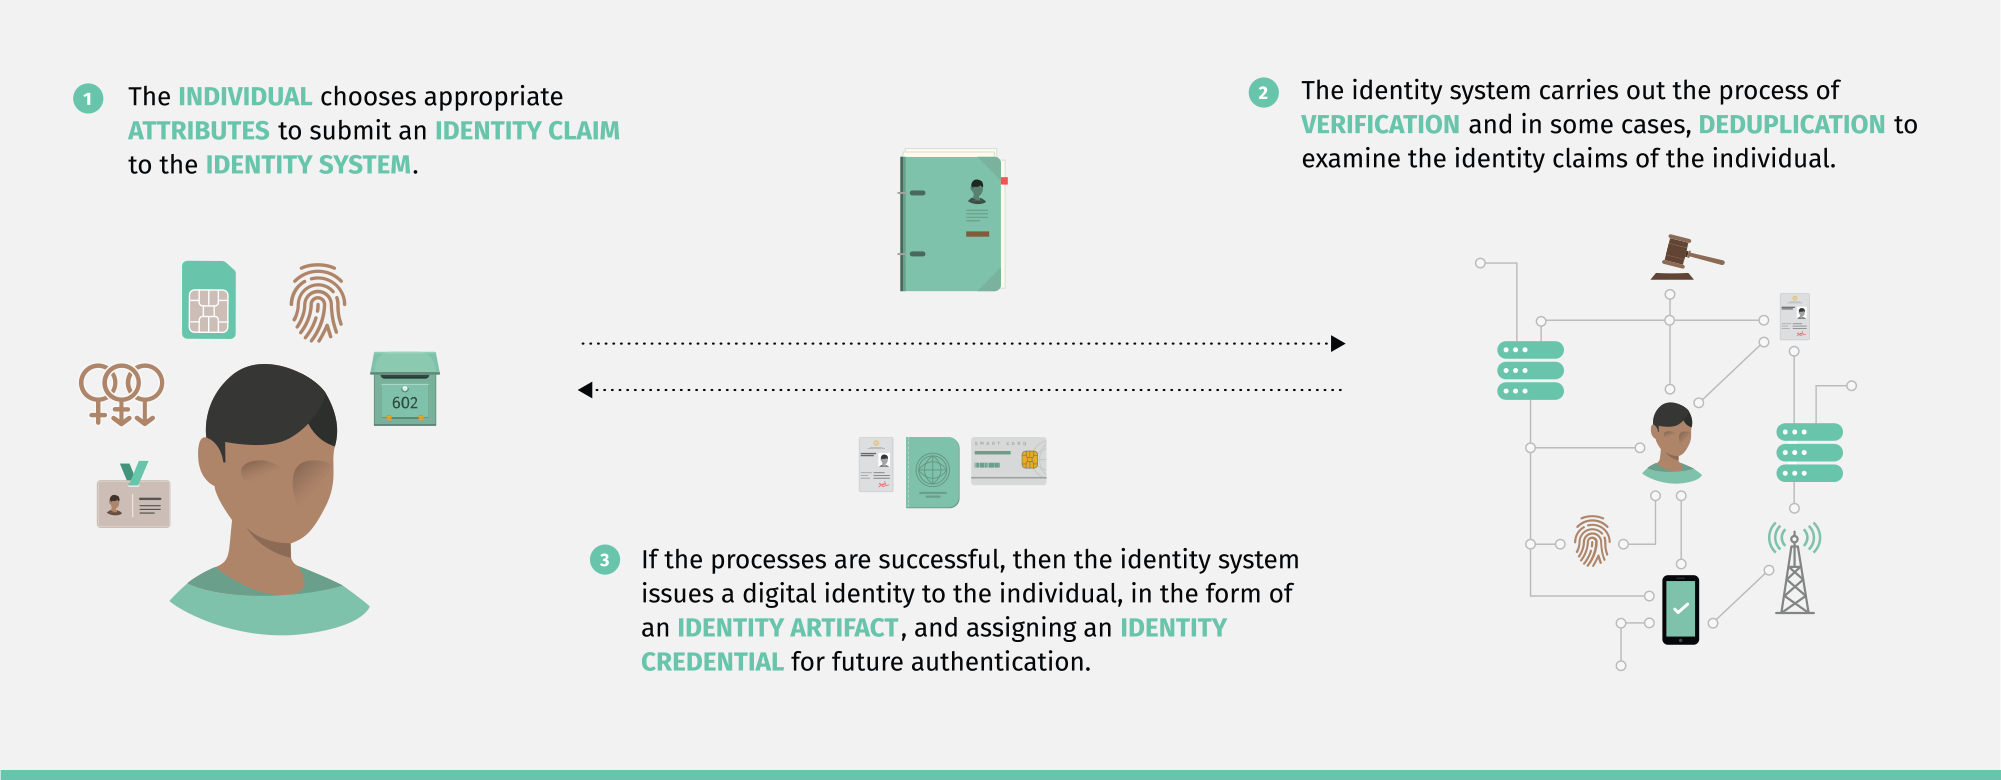 1
The INDIVIDUAL chooses appropriate
ATTRIBUTES to submit an IDENTITY CLAIM
to the IDENTITY SYSTEM.
2
The identity system carries out the process of
VERIFICATION and in some cases, DEDUPLICATION to
examine the identity claims of the individual.
602
SMART CARD
3
If the processes are successful, then the identity system
issues a digital identity to the individual, in the form of
an IDENTITY ARTIFACT, and assigning an IDENTITY
CREDENTIAL for future authentication.